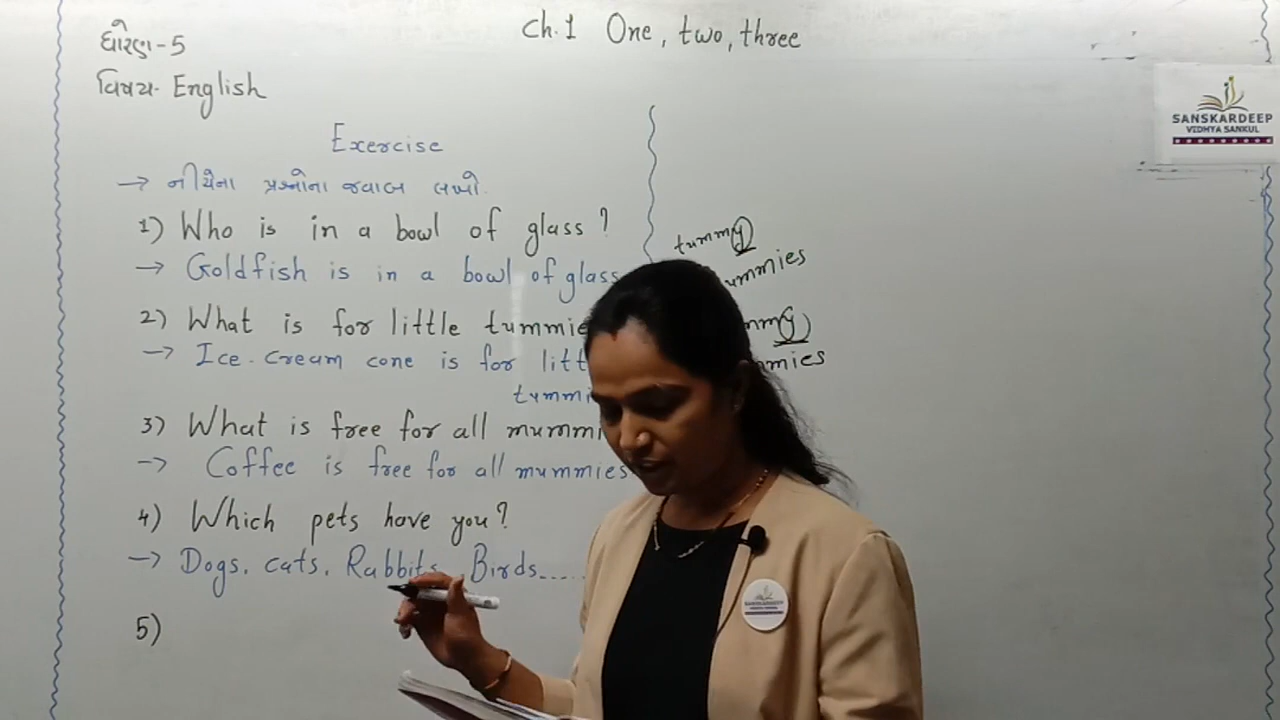 ધોરણ-5
Ch.1 One, two, three
વિષય- English
SANSKARDEEP
VIDHYA SANKUL
Exercise
→ નીચેના પ્રશ્નોના જવાબ લખો.
1) Who is in a bowl of glass?
→ Goldfish is in a bowl of glass
2) What is for little tummie
→ Ice-cream cone is for litt
tummi
3) What is free for all mummi
→ Coffee is free for all mummies
4) Which pets have you?
→ Dogs, cats, Rabbits, Birds.....
5)
tummy
ummies
mmy
mmies